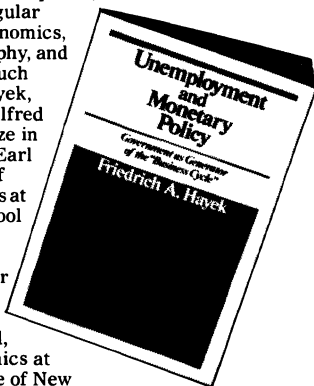 gular
nomics,
phy, and
uch
yek,
lfred
ze in
Earl
f
s at
ool
r
l,
nics at
e of New
Unemployment
and
Monetary
Policy
Government as Generator
of the "Business Cycle"
Friedrich A. Hayek